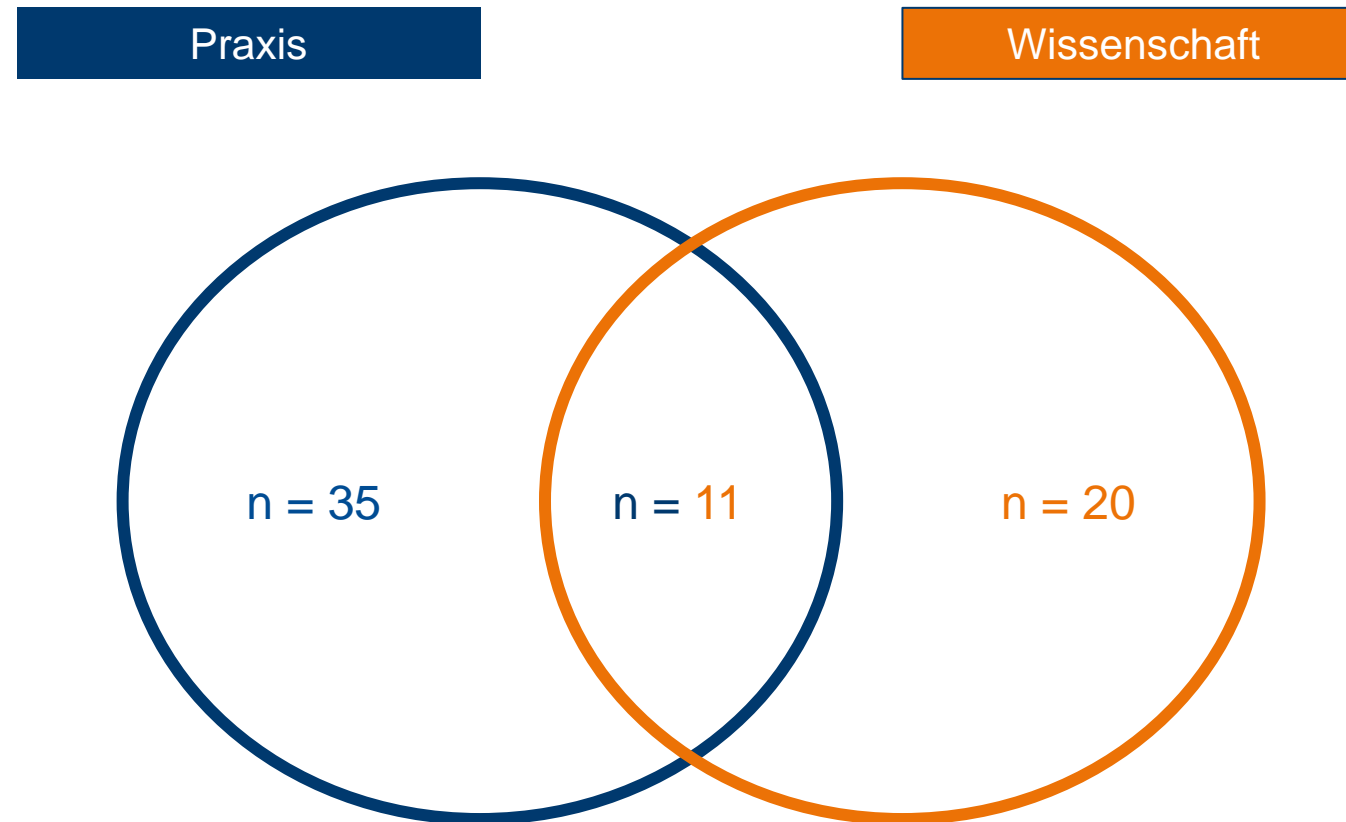 Praxis
Wissenschaft
n = 35
n = 11
n = 20